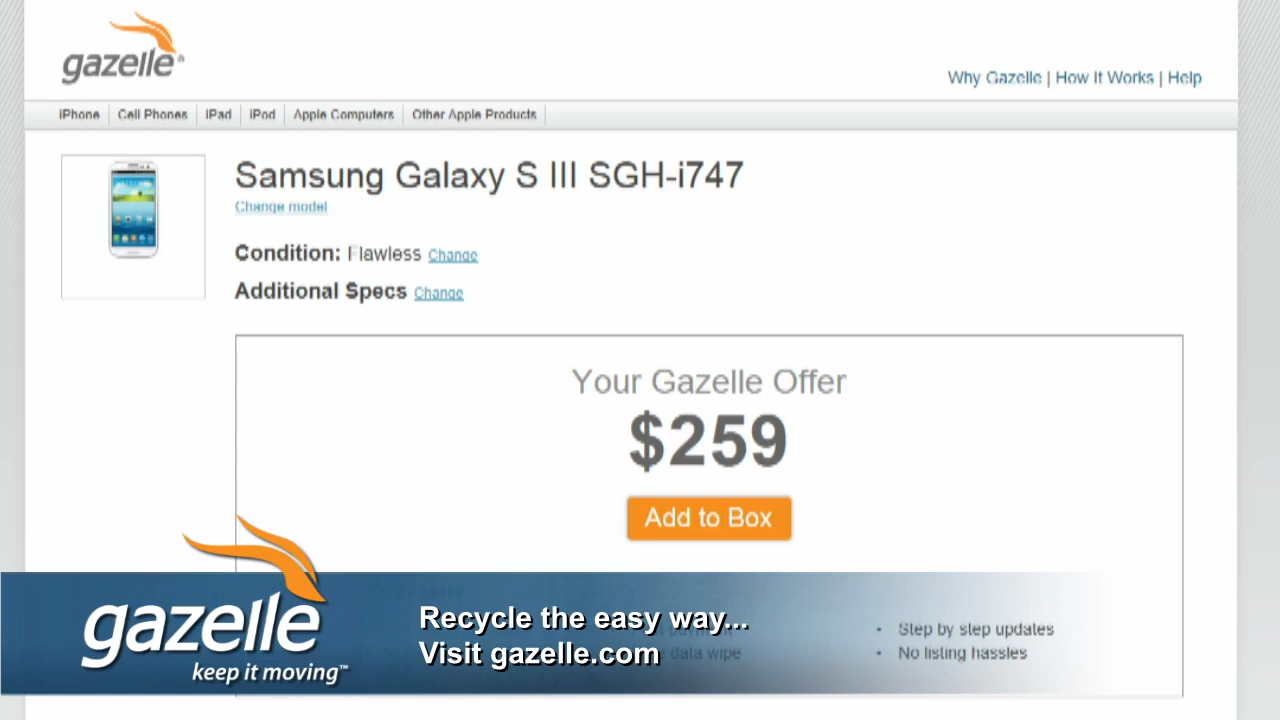 gazelle®
Why Gazelle | How It Works | Help
iPhone Cell Phones iPad iPod Apple Computers Other Apple Products
Samsung Galaxy S III SGH-i747
Change model
Condition: Flawless Change
Additional Specs Change
Your Gazelle Offer
$259
Add to Box
gazelle
keep it moving™
Recycle the easy way...
Visit gazelle.com
data wipe
• Step by step updates
• No listing hassles